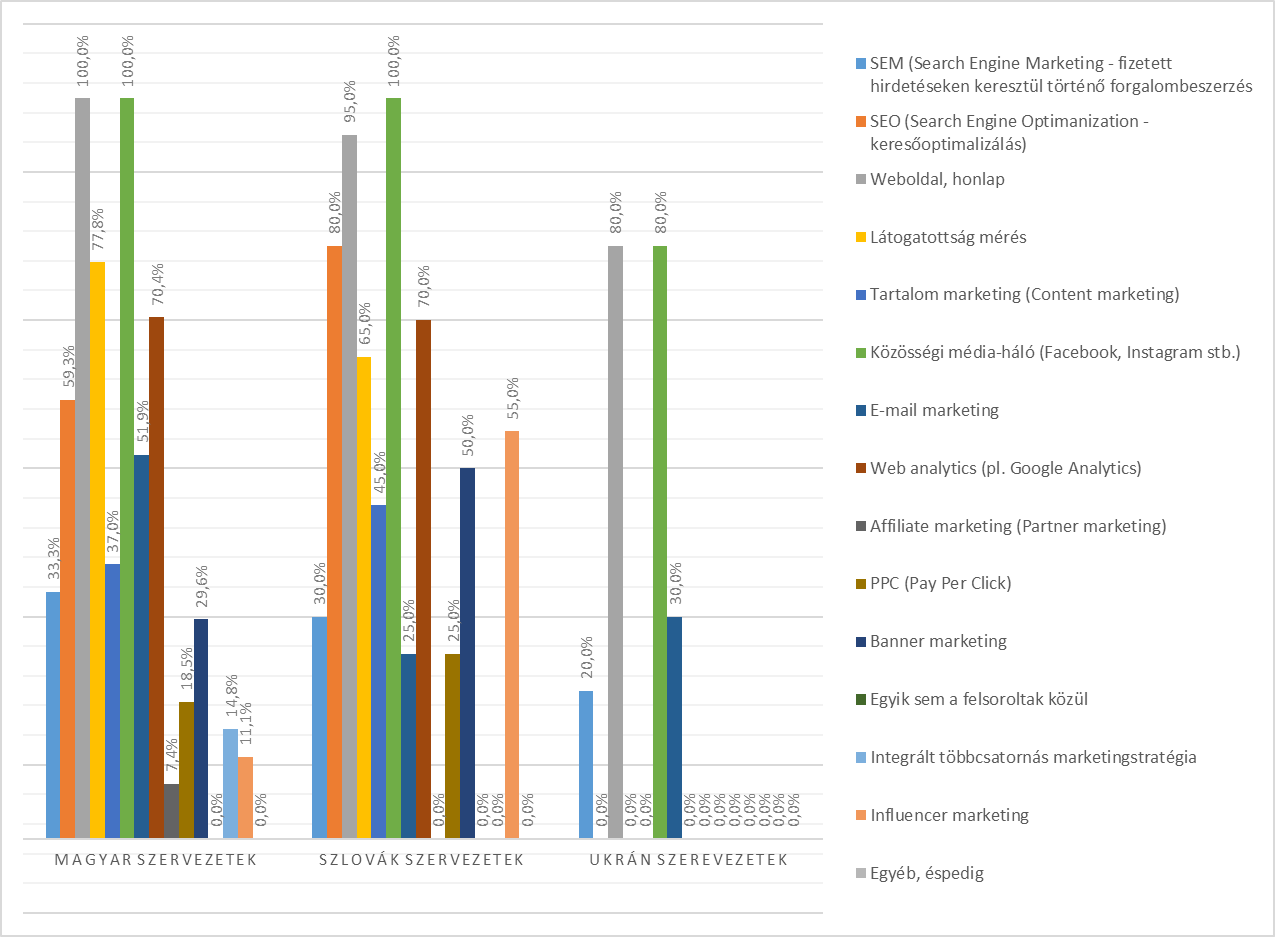 33,3%
59,3%
100,0%
77,8%
37,0%
100,0%
51,9%
70,4%
7,4%
18,5%
29,6%
0,0%
14,8%
11,1%
0,0%
30,0%
80,0%
95,0%
65,0%
45,0%
100,0%
25,0%
70,0%
0,0%
25,0%
50,0%
0,0%
0,0%
55,0%
0,0%
20,0%
0,0%
80,0%
0,0%
0,0%
80,0%
30,0%
0,0%
0,0%
0,0%
0,0%
0,0%
0,0%
0,0%
0,0%
MAGYAR SZERVEZETEK
SZLOVÁK SZERVEZETEK
UKRÁN SZEREVEZETEK
SEM (Search Engine Marketing - fizetett
hirdetéseken keresztül történő forgalombeszerzés
SEO (Search Engine Optimanization -
keresőoptimalizálás)
Weboldal, honlap
Látogatottság mérés
Tartalom marketing (Content marketing)
Közösségi média-háló (Facebook, Instagram stb.)
E-mail marketing
Web analytics (pl. Google Analytics)
Affiliate marketing (Partner marketing)
PPC (Pay Per Click)
Banner marketing
Egyik sem a felsoroltak közül
Integrált többcsatornás marketingstratégia
Influencer marketing
Egyéb, éspedig